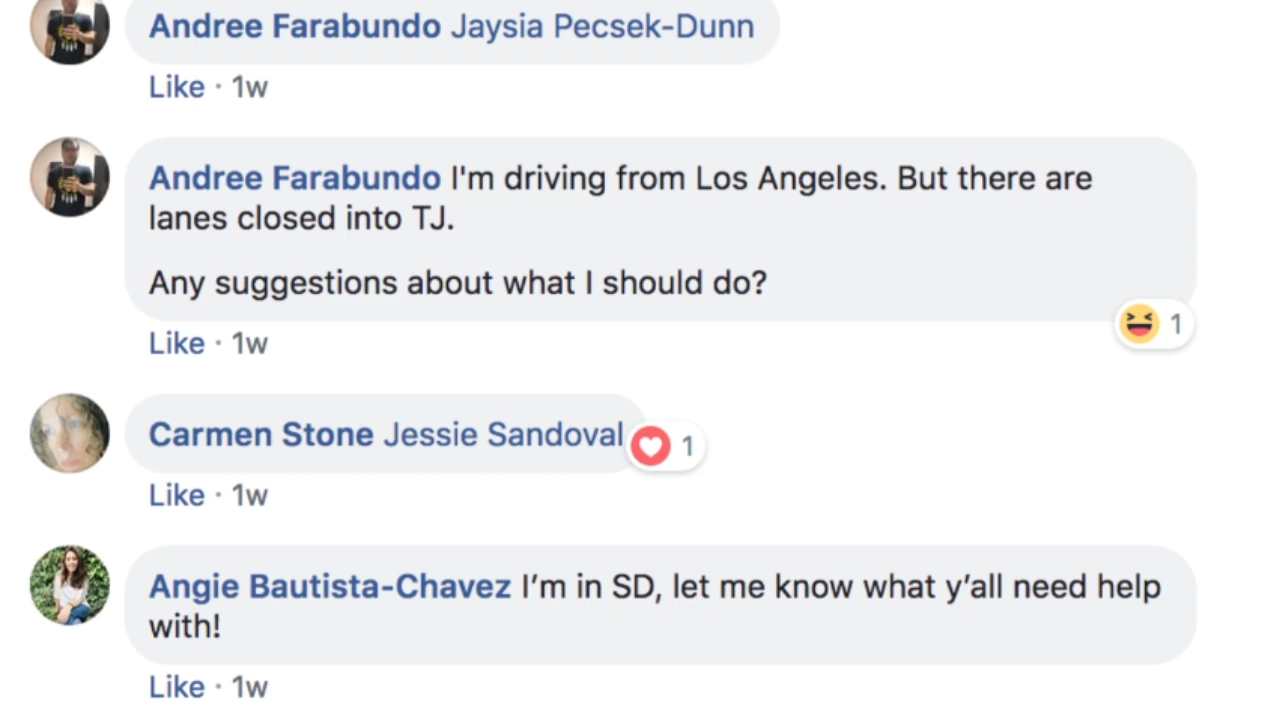 Andree Farabundo Jaysia Pecsek-Dunn
Like · 1w
Andree Farabundo I'm driving from Los Angeles. But there are
lanes closed into TJ.
Any suggestions about what I should do?
1
Like · 1w
Carmen Stone Jessie Sandoval
1
Like · 1w
Angie Bautista-Chavez I’m in SD, let me know what y’all need help
with!
Like · 1w